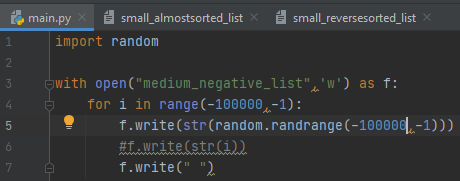 main.py × small_almostsorted_list × small_reversesorted_list ×
1 import random
2
3 with open("medium_negative_list",'w') as f:
4 for i in range(-100000,-1):
5 f.write(str(random.randrange(-100000,-1)))
6 #f.write(str(i))
7 f.write(" ")